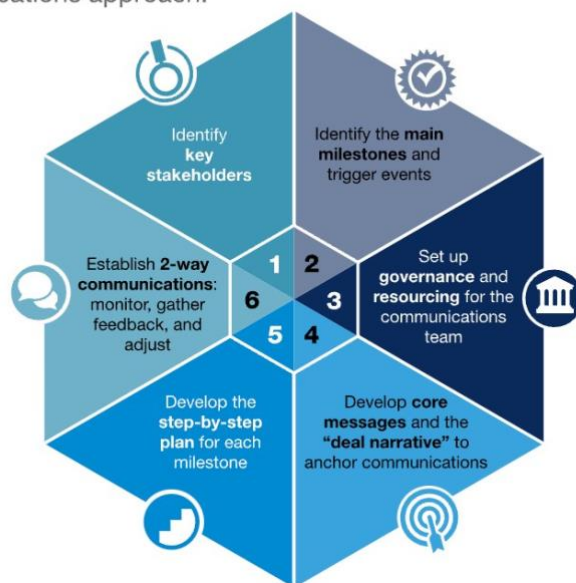 cations approach.
Identify
key
stakeholders
Identify the main
milestones and
trigger events
1
2
Establish 2-way
communications:
monitor, gather
feedback, and
adjust
6
3
Set up
governance and
resourcing for the
communications
team
5
4
Develop the
step-by-step
plan for each
milestone
Develop core
messages and the
“deal narrative” to
anchor communications